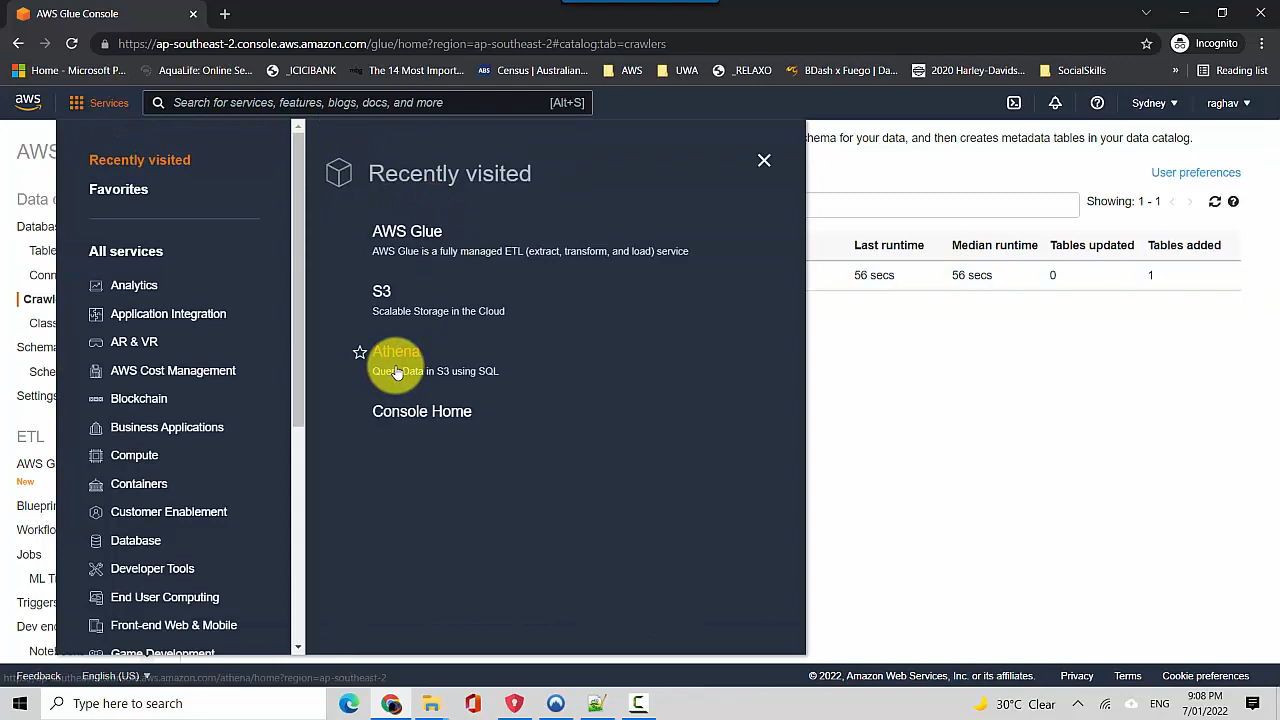 AWS Glue Console
https://ap-southeast-2.console.aws.amazon.com/glue/home?region=ap-southeast-2#catalog:tab=crawlers
Incognito
Home - Microsoft P...
AquaLife: Online Se...
_ICICIBANK
The 14 Most Import...
ABS
Census | Australian...
AWS
UWA
_RELAXO
BDash x Fuego | Da...
2020 Harley-Davids...
SocialSkills
»
Reading list
aws
Services
Search for services, features, blogs, docs, and more
[Alt+S]
Sydney
raghav
AWS
Recently visited
Favorites
All services
Analytics
Application Integration
AR & VR
AWS Cost Management
Blockchain
Business Applications
Compute
Containers
Customer Enablement
Database
Developer Tools
End User Computing
Front-end Web & Mobile
Game Development
Recently visited
AWS Glue
AWS Glue is a fully managed ETL (extract, transform, and load) service
S3
Scalable Storage in the Cloud
Athena
Query Data in S3 using SQL
Console Home
Data c
Databas
Table
Conn
Crawl
Class
Schema
Sche
Settings
ETL
AWS G
New
Blueprin
Workflo
Jobs
ML T
Triggers
Dev end
Note
hema for your data, and then creates metadata tables in your data catalog.
User preferences
Showing: 1 - 1
Last runtime
Median runtime
Tables updated
Tables added
56 secs
56 secs
0
1
Feedback
English (US)
© 2022, Amazon Web Services, Inc. or its affiliates.
Privacy
Terms
Cookie preferences
Type here to search
30°C Clear
ENG
9:08 PM
7/01/2022